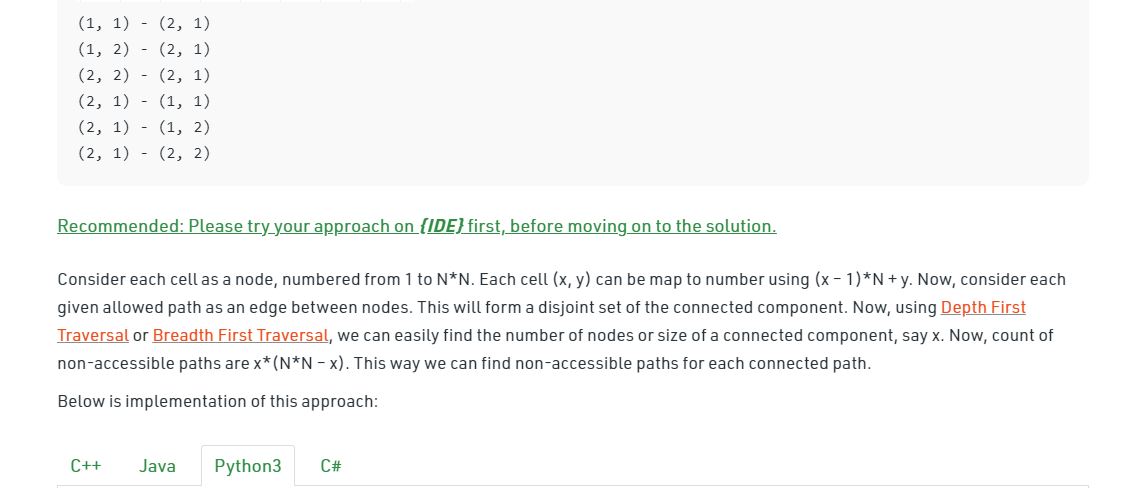 (1, 1) - (2, 1)
(1, 2) - (2, 1)
(2, 2) - (2, 1)
(2, 1) - (1, 1)
(2, 1) - (1, 2)
(2, 1) - (2, 2)
Recommended: Please try your approach on {IDE} first, before moving on to the solution.
Consider each cell as a node, numbered from 1 to N*N. Each cell (x, y) can be map to number using (x – 1)*N + y. Now, consider each
given allowed path as an edge between nodes. This will form a disjoint set of the connected component. Now, using Depth First
Traversal or Breadth First Traversal, we can easily find the number of nodes or size of a connected component, say x. Now, count of
non-accessible paths are x*(N*N – x). This way we can find non-accessible paths for each connected path.
Below is implementation of this approach:
C++ Java Python3 C#